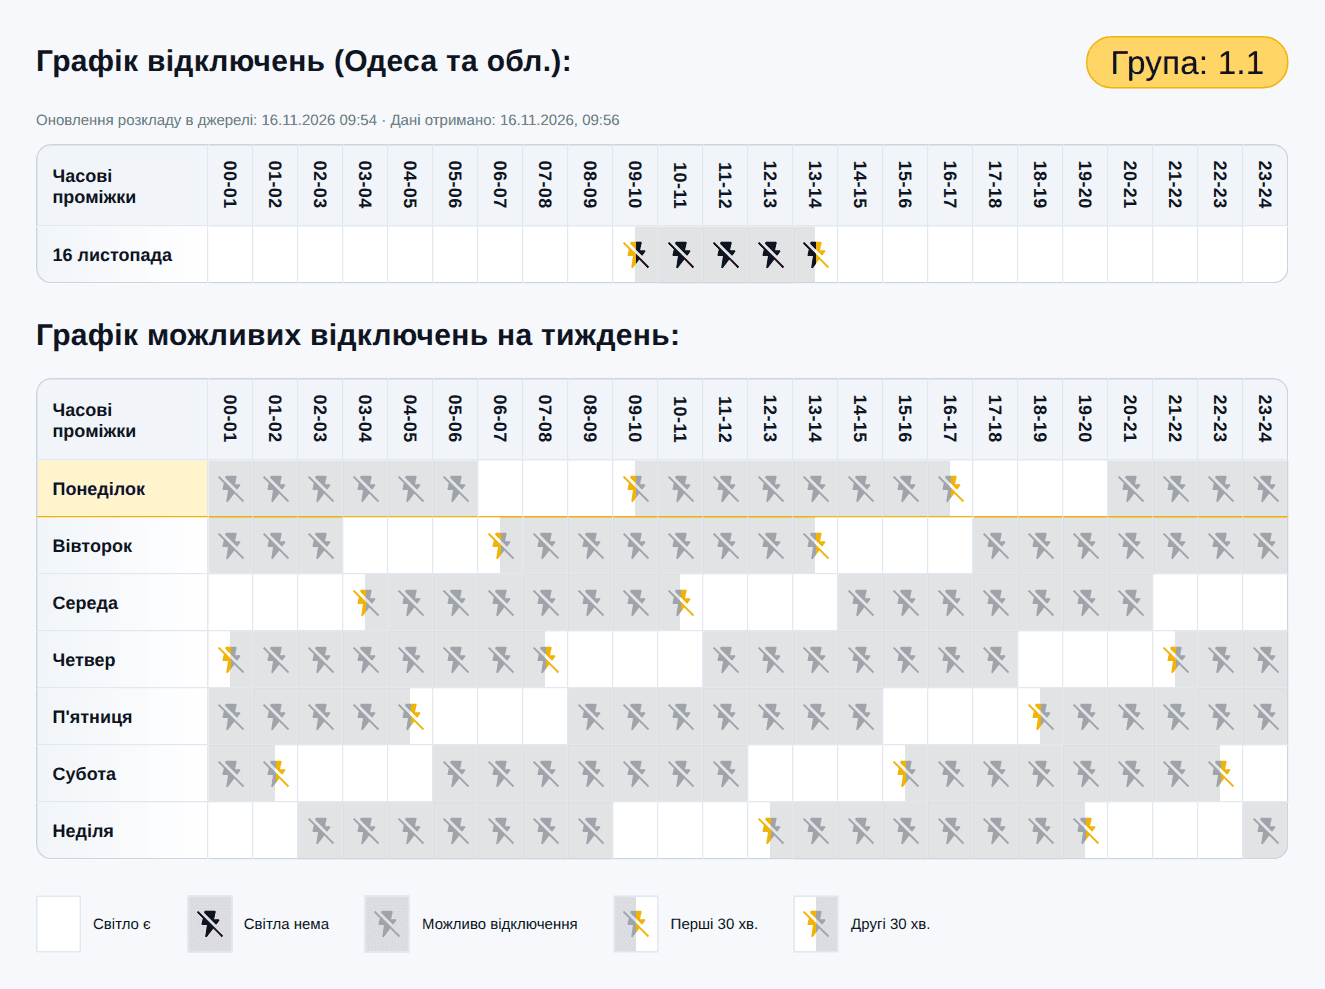 Графік відключень (Одеса та обл.):
Група: 1.1
Оновлення розкладу в джерелі: 16.11.2026 09:54 · Дані отримано: 16.11.2026, 09:56
Часові проміжки 00-01 01-02 02-03 03-04 04-05 05-06 06-07 07-08 08-09 09-10 10-11 11-12 12-13 13-14 14-15 15-16 16-17 17-18 18-19 19-20 20-21 21-22 22-23 23-24
16 листопада
Графік можливих відключень на тиждень:
Часові проміжки 00-01 01-02 02-03 03-04 04-05 05-06 06-07 07-08 08-09 09-10 10-11 11-12 12-13 13-14 14-15 15-16 16-17 17-18 18-19 19-20 20-21 21-22 22-23 23-24
Понеділок
Вівторок
Середа
Четвер
П'ятниця
Субота
Неділя
Світло є Світла нема Можливо відключення Перші 30 хв. Другі 30 хв.